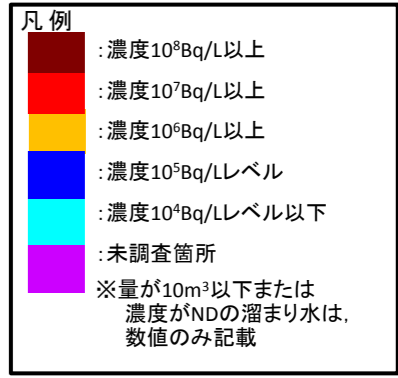 凡例
:濃度10⁸Bq/L以上
:濃度10⁷Bq/L以上
:濃度10⁶Bq/L以上
:濃度10⁵Bq/Lレベル
:濃度10⁴Bq/Lレベル以下
:未調査箇所
※量が10m³以下または
濃度がNDの溜まり水は,
数値のみ記載